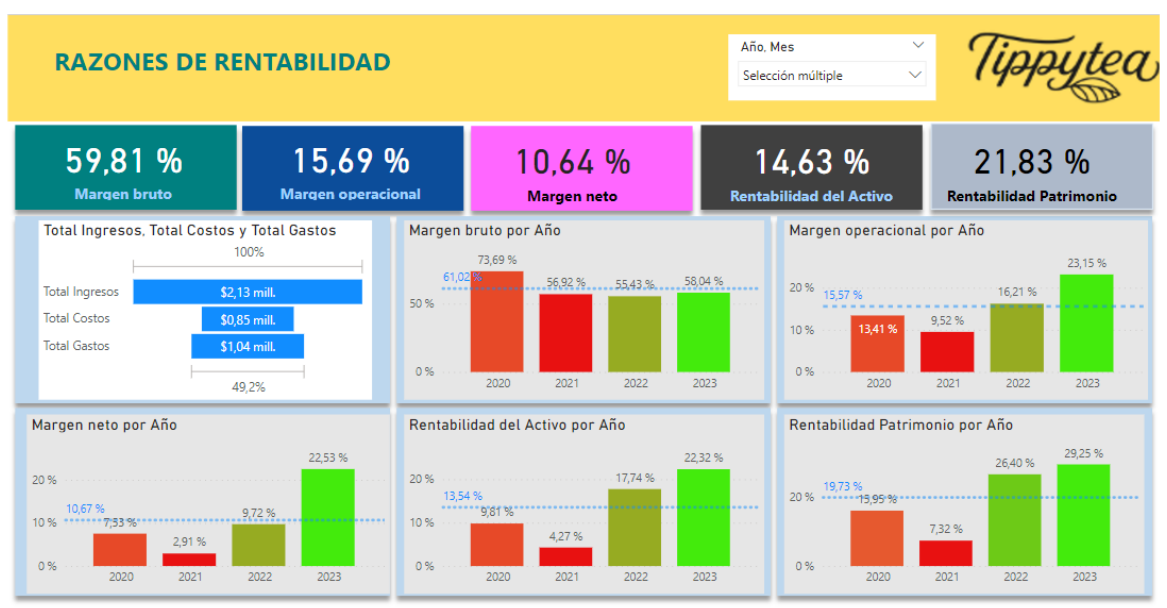 RAZONES DE RENTABILIDAD
Año, Mes
Selección múltiple
Tippytea
59,81 %
Margen bruto
15,69 %
Margen operacional
10,64 %
Margen neto
14,63 %
Rentabilidad del Activo
21,83 %
Rentabilidad Patrimonio
Total Ingresos, Total Costos y Total Gastos
100%
Total Ingresos $2,13 mill.
Total Costos $0,85 mill.
Total Gastos $1,04 mill.
49,2%
Margen bruto por Año
73,69 %
61,02 %
56,92 % 55,43 % 58,04 %
50 %
0 %
2020 2021 2022 2023
Margen operacional por Año
23,15 %
20 % 15,57 % 16,21 %
13,41 % 9,52 %
10 %
0 %
2020 2021 2022 2023
Margen neto por Año
22,53 %
20 %
10,67 %
10 % 7,53 % 2,91 % 9,72 %
0 %
2020 2021 2022 2023
Rentabilidad del Activo por Año
22,32 %
20 % 17,74 %
13,54 %
9,81 % 4,27 %
10 %
0 %
2020 2021 2022 2023
Rentabilidad Patrimonio por Año
29,25 %
26,40 %
19,73 %
20 % 15,95 %
7,32 %
0 %
2020 2021 2022 2023